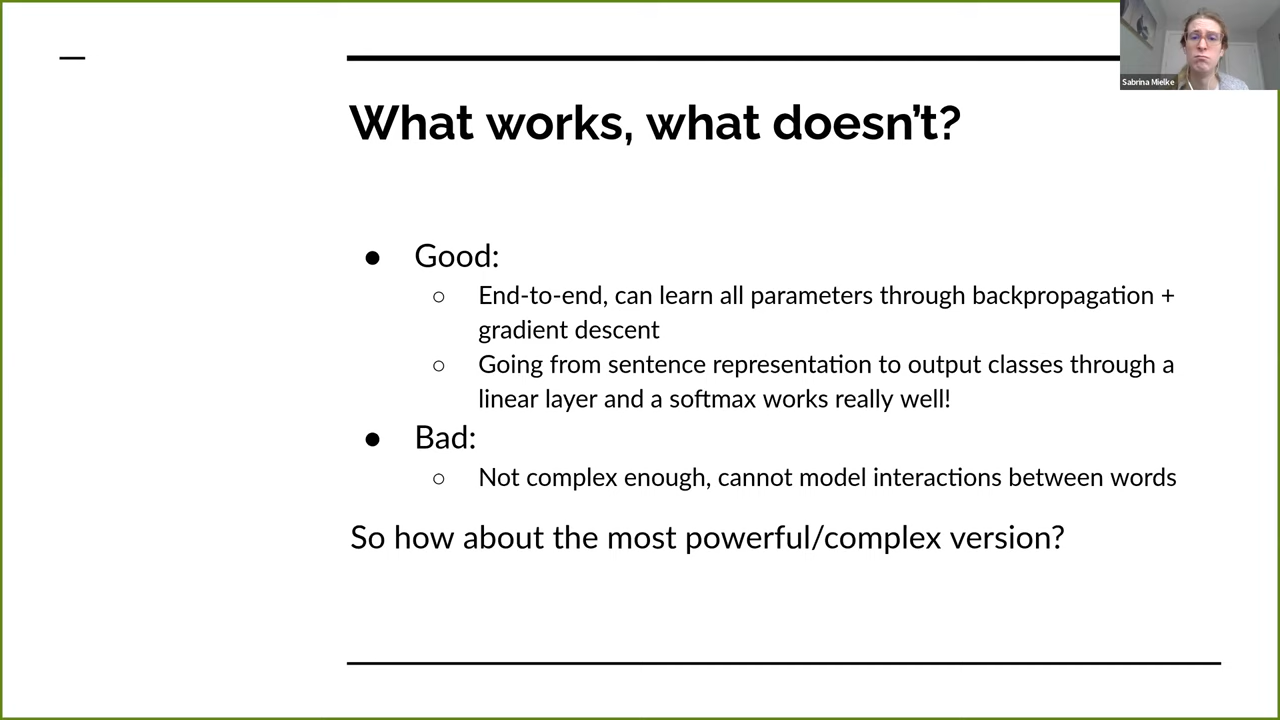 Sabrina Mielke
What works, what doesn't?
● Good:
○ End-to-end, can learn all parameters through backpropagation +
gradient descent
○ Going from sentence representation to output classes through a
linear layer and a softmax works really well!
● Bad:
○ Not complex enough, cannot model interactions between words
So how about the most powerful/complex version?